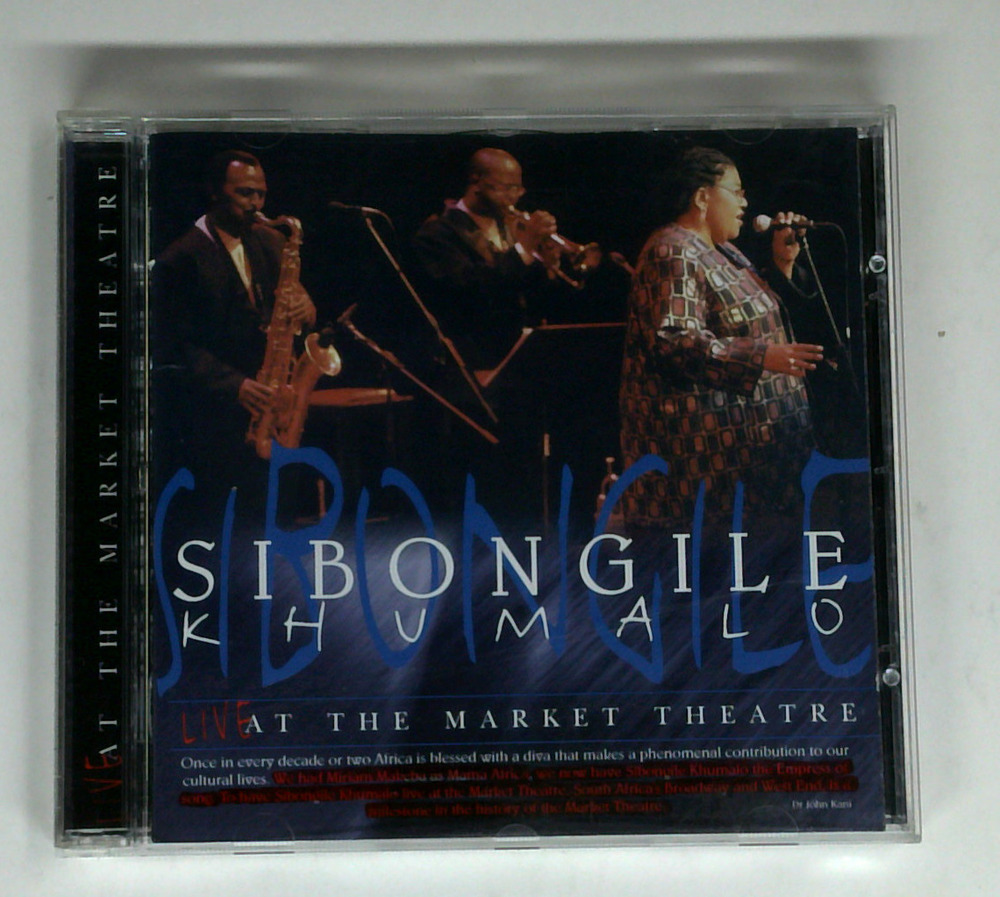 LIVE AT THE MARKET THEATRE
SIBONGILE
SIBONGILE
KHUMALO
LIVE AT THE MARKET THEATRE
Once in every decade or two Africa is blessed with a diva that makes a phenomenal contribution to our
cultural lives. We had Miriam Makeba as Mama Africa, we now have Sibongile Khumalo the Empress of
song. To have Sibongile Khumalo live at the Market Theatre, South Africa's Broadway and West End, is a
milestone in the history of the Market Theatre.
Dr John Kani